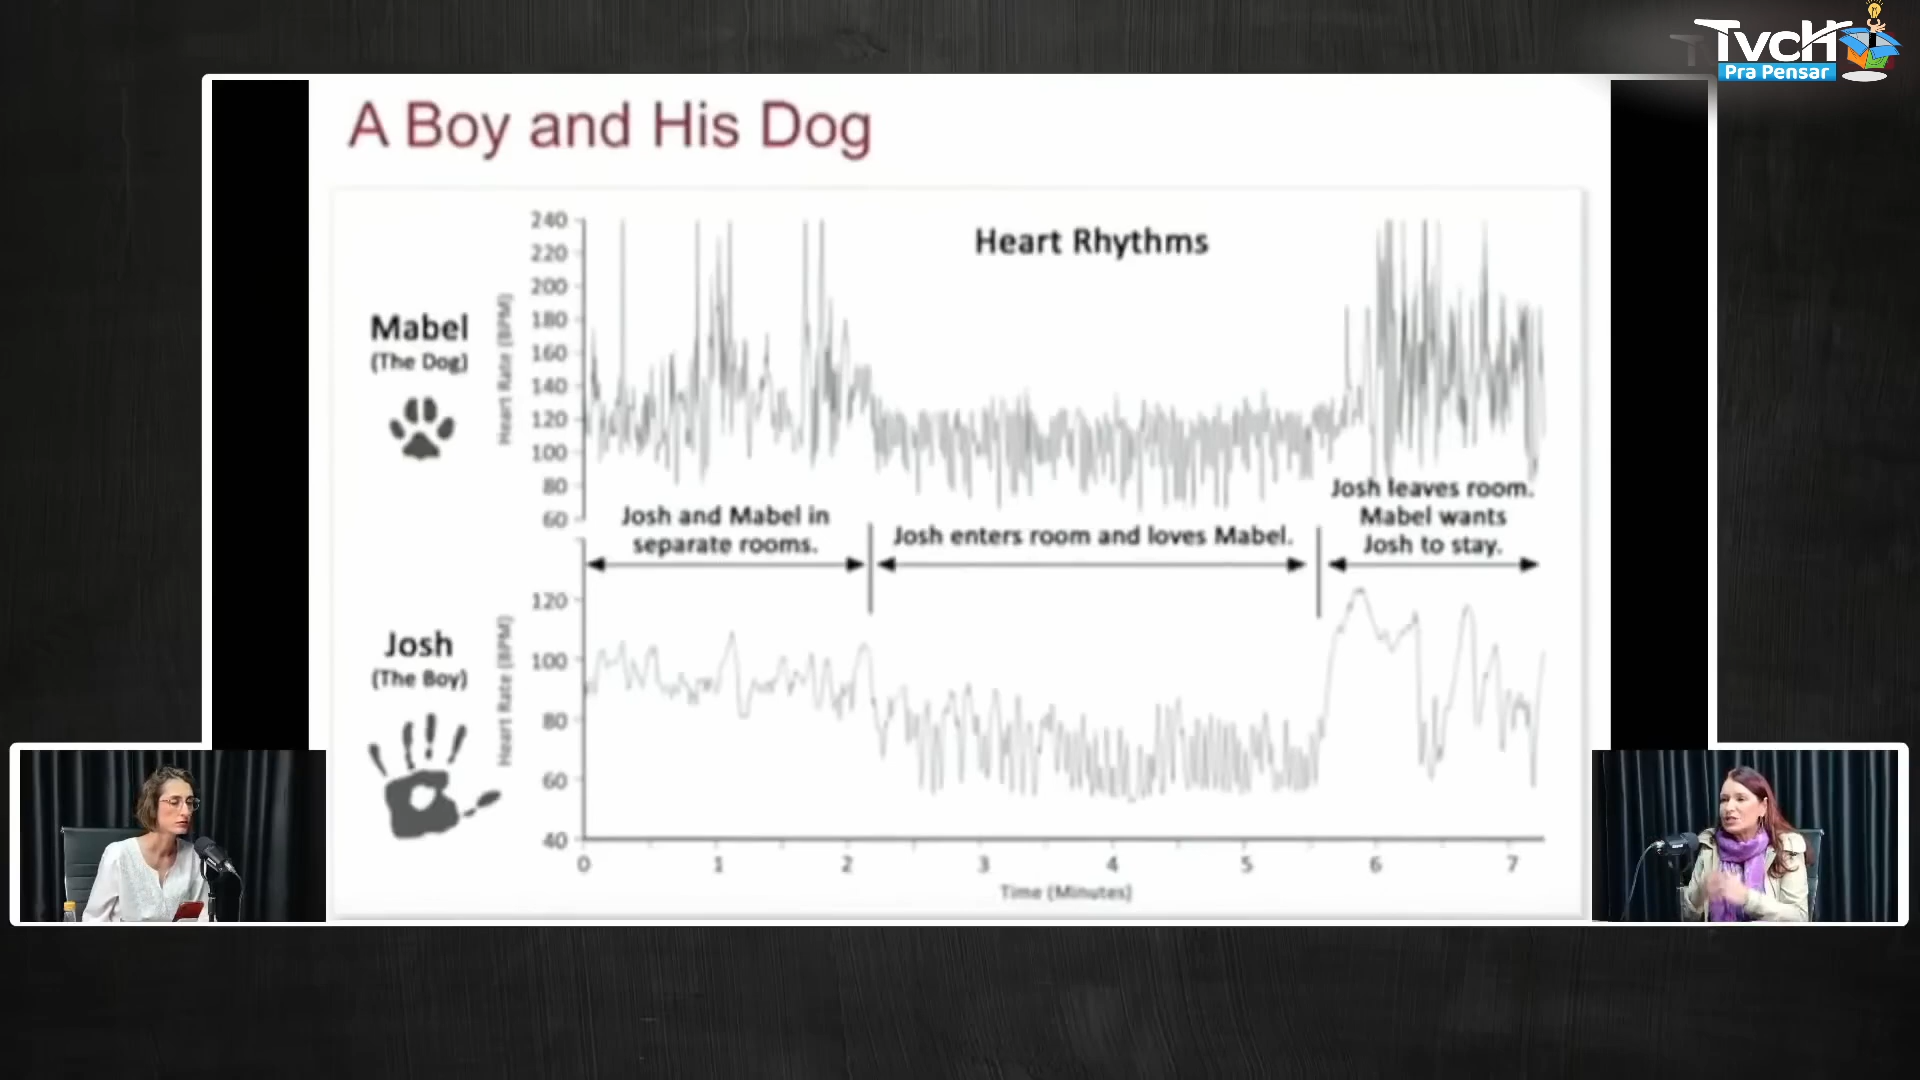 Tvch
Pra Pensar
A Boy and His Dog
Heart Rhythms
240
220
200
180
160
140
120
100
80
60
Heart Rate (BPM)
Mabel
(The Dog)
Josh and Mabel in
separate rooms.
Josh enters room and loves Mabel.
Josh leaves room.
Mabel wants
Josh to stay.
120
100
80
60
40
Heart Rate (BPM)
Josh
(The Boy)
0 1 2 3 4 5 6 7
Time (Minutes)